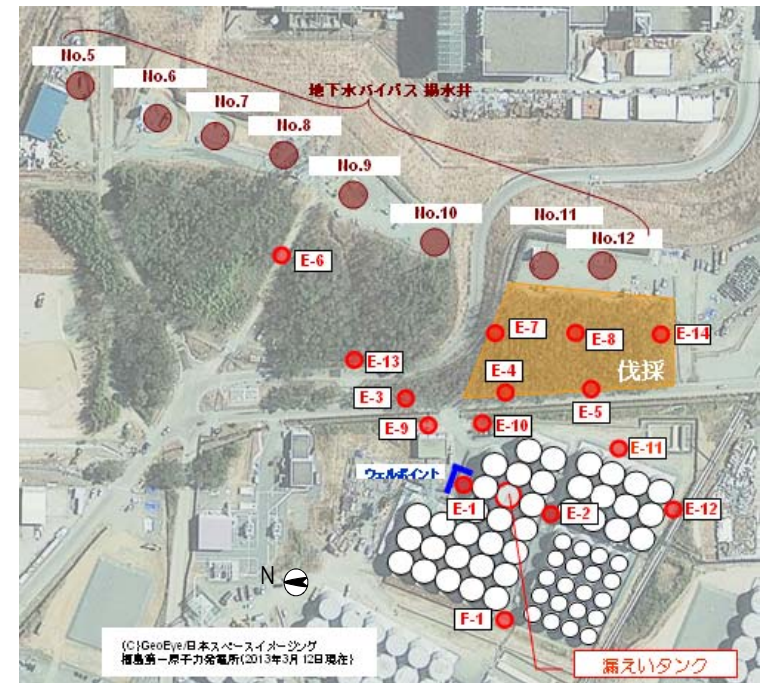 No.5
No.6
No.7
No.8
No.9
No.10
No.11
No.12
地下水バイパス 揚水井
E-6
E-7
E-8
E-14
E-13
E-4
伐採
E-3
E-5
E-9
E-10
E-11
ウェルポイント
E-1
E-2
E-12
N
F-1
(C)GeoEye/日本スペースイメージング
福島第一原子力発電所(2013年3月12日現在)
漏えいタンク